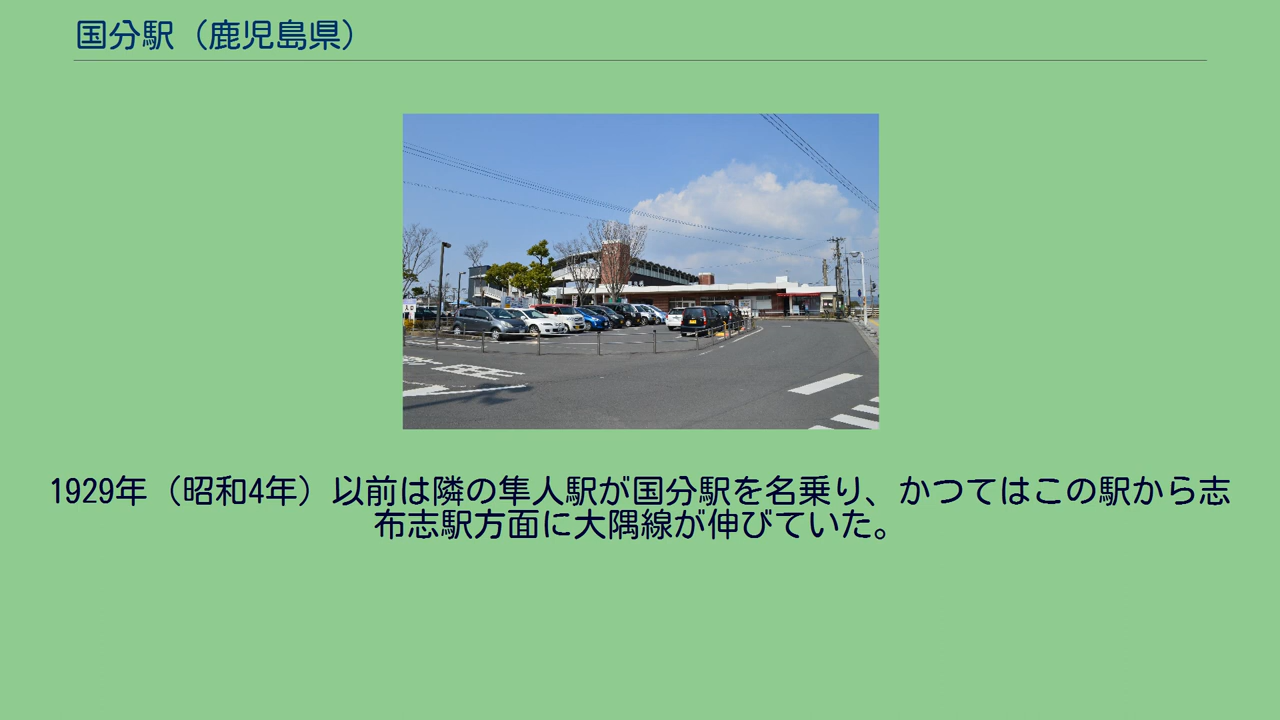 国分駅（鹿児島県）
1929年（昭和4年）以前は隣の隼人駅が国分駅を名乗り、かつてはこの駅から志
布志駅方面に大隅線が伸びていた。